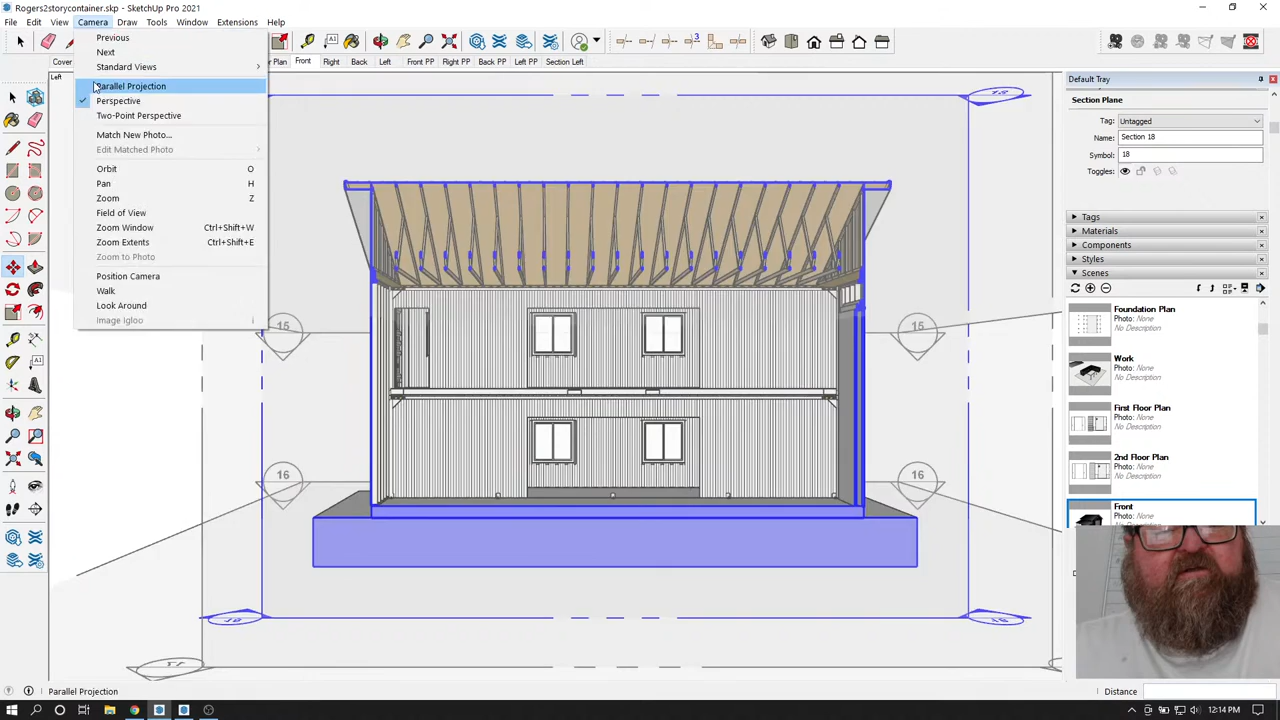 Rogers2storycontainer.skp - SketchUp Pro 2021
File Edit View Camera Draw Tools Window Extensions Help
Previous
Next
Standard Views
Parallel Projection
Perspective
Two-Point Perspective
Match New Photo...
Edit Matched Photo
Orbit O
Pan H
Zoom Z
Field of View
Zoom Window Ctrl+Shift+W
Zoom Extents Ctrl+Shift+E
Zoom to Photo
Position Camera
Walk
Look Around
Image Igloo i
Cover
Front Right Back Left Front PP Right PP Back PP Left PP Section Left
Left
15
15
16
16
Default Tray
Section Plane
Tag: Untagged
Name: Section 18
Symbol: 18
Toggles:
Tags
Materials
Components
Styles
Scenes
Foundation Plan
Photo: None
No Description
Work
Photo: None
No Description
First Floor Plan
Photo: None
No Description
2nd Floor Plan
Photo: None
No Description
Front
Photo: None
No Description
Parallel Projection
Distance
12:14 PM